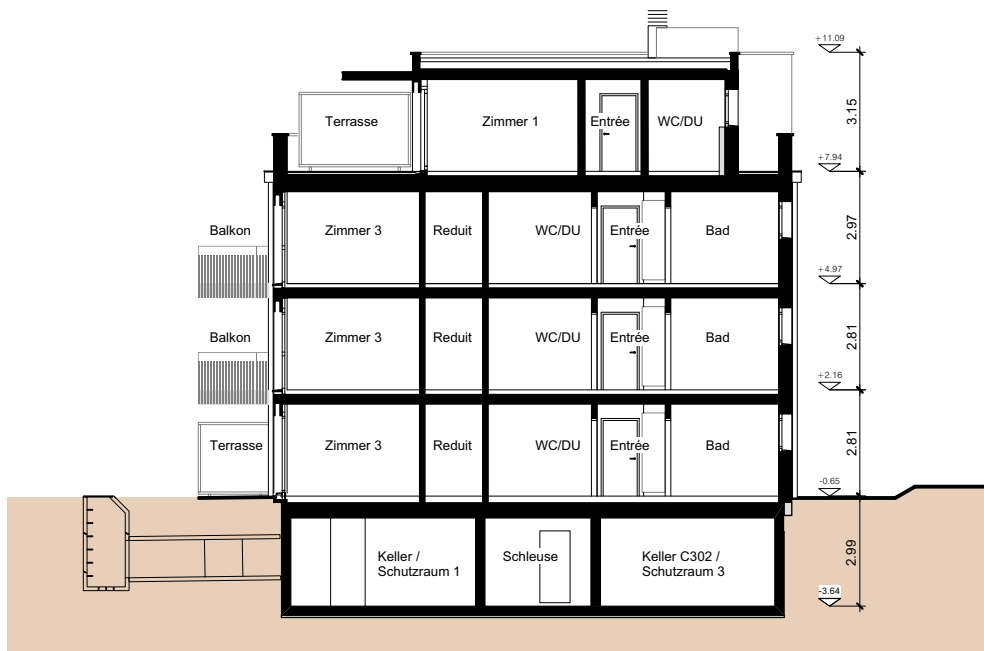 +11.09
3.15
Terrasse
Zimmer 1
Entrée
WC/DU
+7.94
2.97
Balkon
Zimmer 3
Reduit
WC/DU
Entrée
Bad
+4.97
2.81
Balkon
Zimmer 3
Reduit
WC/DU
Entrée
Bad
+2.16
2.81
Terrasse
Zimmer 3
Reduit
WC/DU
Entrée
Bad
-0.65
2.99
Keller /
Schutzraum 1
Schleuse
Keller C302 /
Schutzraum 3
-3.64